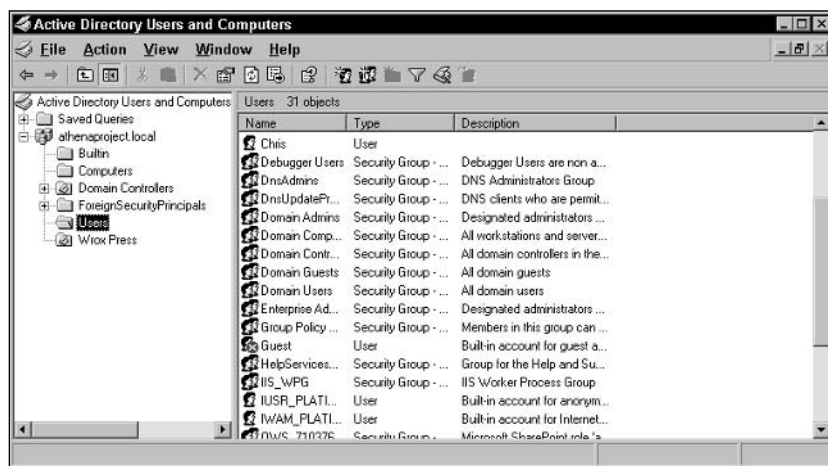 Active Directory Users and Computers
File Action View Window Help
Active Directory Users and Computers
Saved Queries
athenaproject.local
Builtin
Computers
Domain Controllers
ForeignSecurityPrincipals
Users
Wrox Press
Users 31 objects
Name Type Description
Chris User
Debugger Users Security Group - ... Debugger Users are non a...
DnsAdmins Security Group - ... DNS Administrators Group
DnsUpdatePr... Security Group - ... DNS clients who are permit...
Domain Admins Security Group - ... Designated administrators ...
Domain Comp... Security Group - ... All workstations and server...
Domain Contr... Security Group - ... All domain controllers in the...
Domain Guests Security Group - ... All domain guests
Domain Users Security Group - ... All domain users
Enterprise Ad... Security Group - ... Designated administrators ...
Group Policy ... Security Group - ... Members in this group can ...
Guest User Built-in account for guest a...
HelpServices... Security Group - ... Group for the Help and Su...
IIS_WPG Security Group - ... IIS Worker Process Group
IUSR_PLATI... User Built-in account for anonym...
IWAM_PLATI... User Built-in account for Internet...
OWS_710376... Security Group - ... Microsoft SharePoint role 'a...